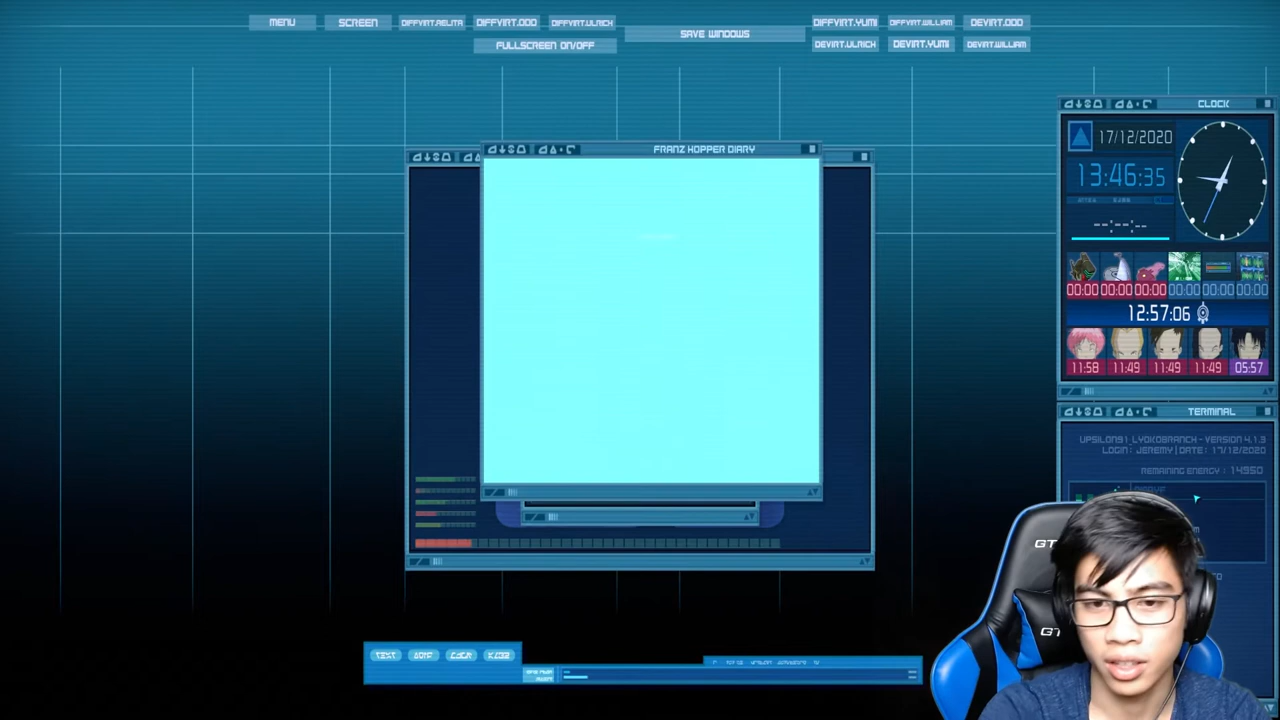 MENU
SCREEN
DIFFVIRT.AELITA
DIFFVIRT.ODD
DIFFVIRT.ULRICH
FULLSCREEN ON/OFF
SAVE WINDOWS
DIFFVIRT.YUMI
DIFFVIRT.WILLIAM
DEVIRT.ODD
DEVIRT.ULRICH
DEVIRT.YUMI
DEVIRT.WILLIAM
FRANZ HOPPER DIARY
CLOCK
17/12/2020
13:46:35
--:--:--
00:00 00:00 00:00 00:00 00:00 00:00
12:57:06
11:58 11:49 11:49 11:49 05:57
TERMINAL
UPSILON91_LYOKOBRANCH - VERSION 4.1.3
LOGIN : JEREMY | DATE : 17/12/2020
REMAINING ENERGY : 14950
GT
GT
TEXT